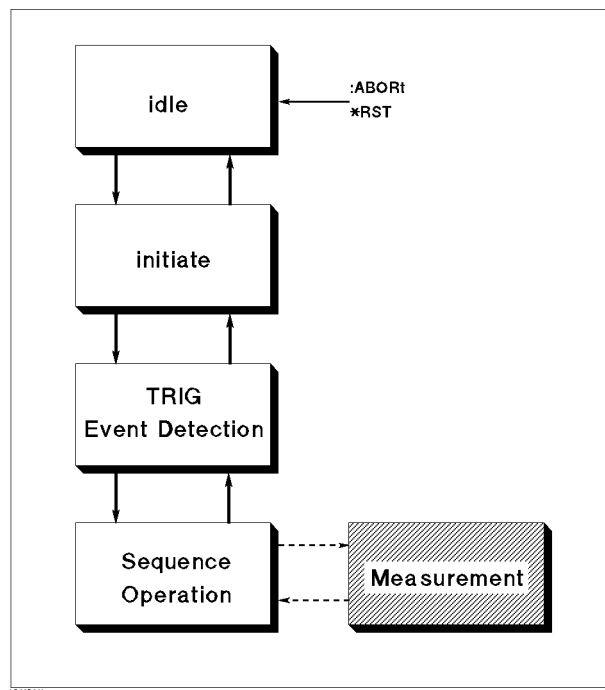 idle
:ABORt
*RST
initiate
TRIG
Event Detection
Sequence
Operation
Measurement